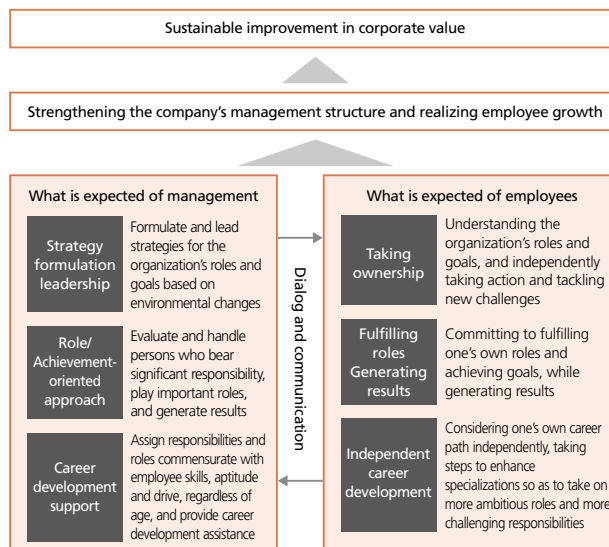 Sustainable improvement in corporate value
Strengthening the company's management structure and realizing employee growth
What is expected of management
Strategy
formulation
leadership
Formulate and lead
strategies for the
organization's roles and
goals based on
environmental changes
Role/
Achievement-
oriented
approach
Evaluate and handle
persons who bear
significant responsibility,
play important roles,
and generate results
Career
development
support
Assign responsibilities and
roles commensurate with
employee skills, aptitude
and drive, regardless of
age, and provide career
development assistance
Dialog and communication
What is expected of employees
Taking
ownership
Understanding the
organization's roles and
goals, and independently
taking action and tackling
new challenges
Fulfilling
roles
Generating
results
Committing to fulfilling
one's own roles and
achieving goals, while
generating results
Independent
career
development
Considering one's own career
path independently, taking
steps to enhance
specializations so as to take on
more ambitious roles and more
challenging responsibilities